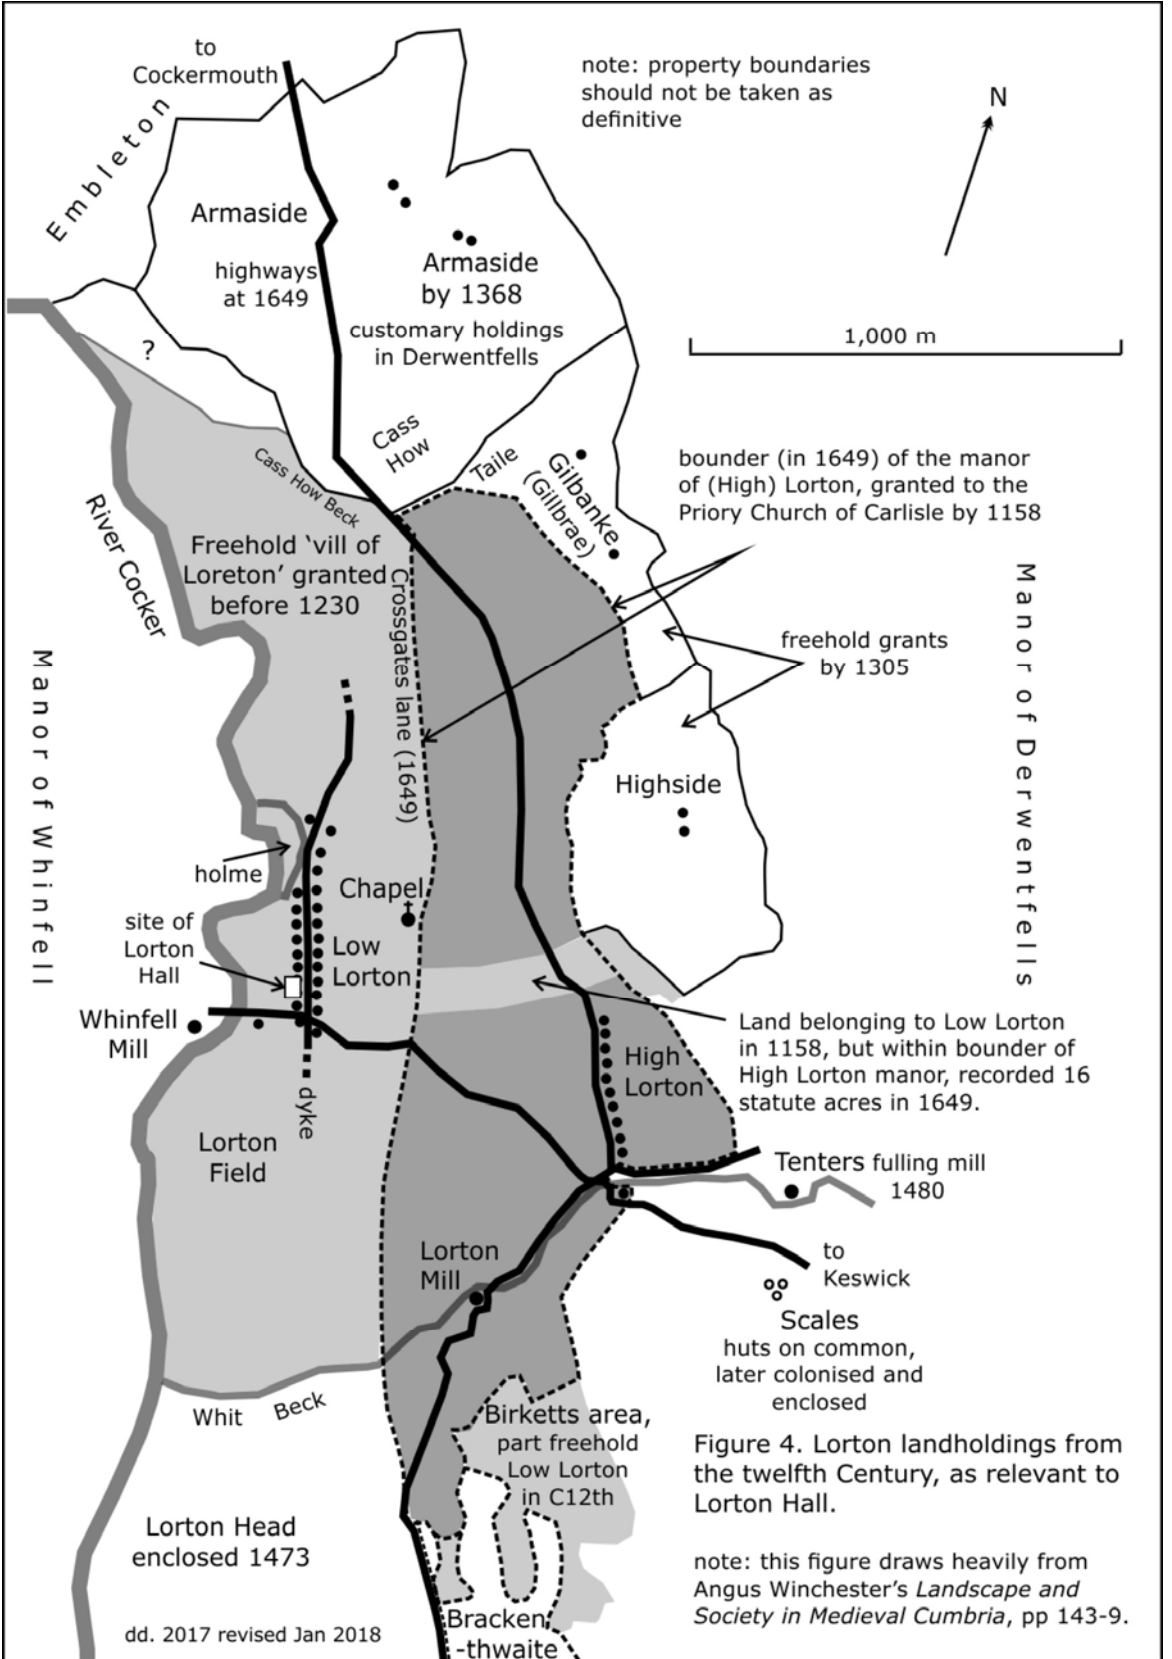 to
Cockermouth
note: property boundaries
should not be taken as
definitive
N
Embleton
Armaside
highways
at 1649
Armaside
by 1368
customary holdings
in Derwentfells
1,000 m
?
Cass
How
Cass How Beck
Taile
Gilbanke
(Gillbrae)
bounder (in 1649) of the manor
of (High) Lorton, granted to the
Priory Church of Carlisle by 1158
River Cocker
Freehold ‘vill of
Loreton’ granted
before 1230
Crossgates lane (1649)
freehold grants
by 1305
Manor of Whinfell
Manor of Derwentfells
Highside
holme
Chapel
site of
Lorton
Hall
Low
Lorton
Whinfell
Mill
dyke
High
Lorton
Land belonging to Low Lorton
in 1158, but within bounder of
High Lorton manor, recorded 16
statute acres in 1649.
Lorton
Field
Tenters fulling mill
1480
Lorton
Mill
to
Keswick
Scales
huts on common,
later colonised and
enclosed
Whit Beck
Birketts area,
part freehold
Low Lorton
in C12th
Figure 4. Lorton landholdings from
the twelfth Century, as relevant to
Lorton Hall.
Lorton Head
enclosed 1473
note: this figure draws heavily from
Angus Winchester’s Landscape and
Society in Medieval Cumbria, pp 143-9.
Bracken
-thwaite
dd. 2017 revised Jan 2018